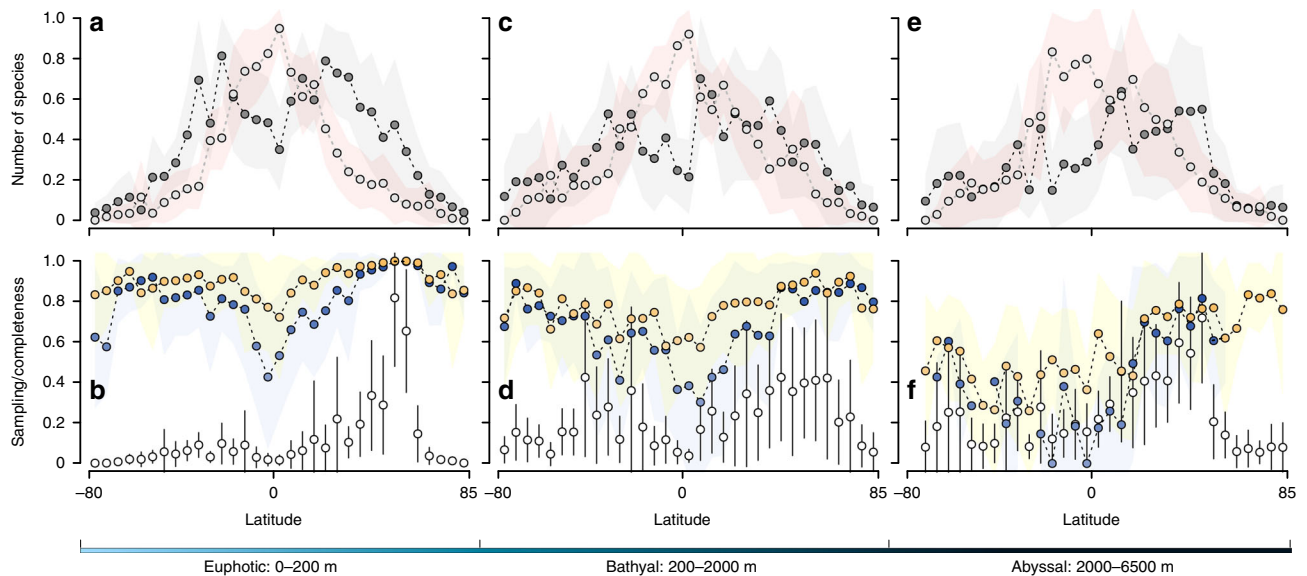 a
c
e
Number of species
1.0
0.8
0.6
0.4
0.2
0
b
d
f
Sampling/completeness
1.0
0.8
0.6
0.4
0.2
0
–80
0
85
–80
0
85
–80
0
85
Latitude
Latitude
Latitude
Euphotic: 0–200 m
Bathyal: 200–2000 m
Abyssal: 2000–6500 m